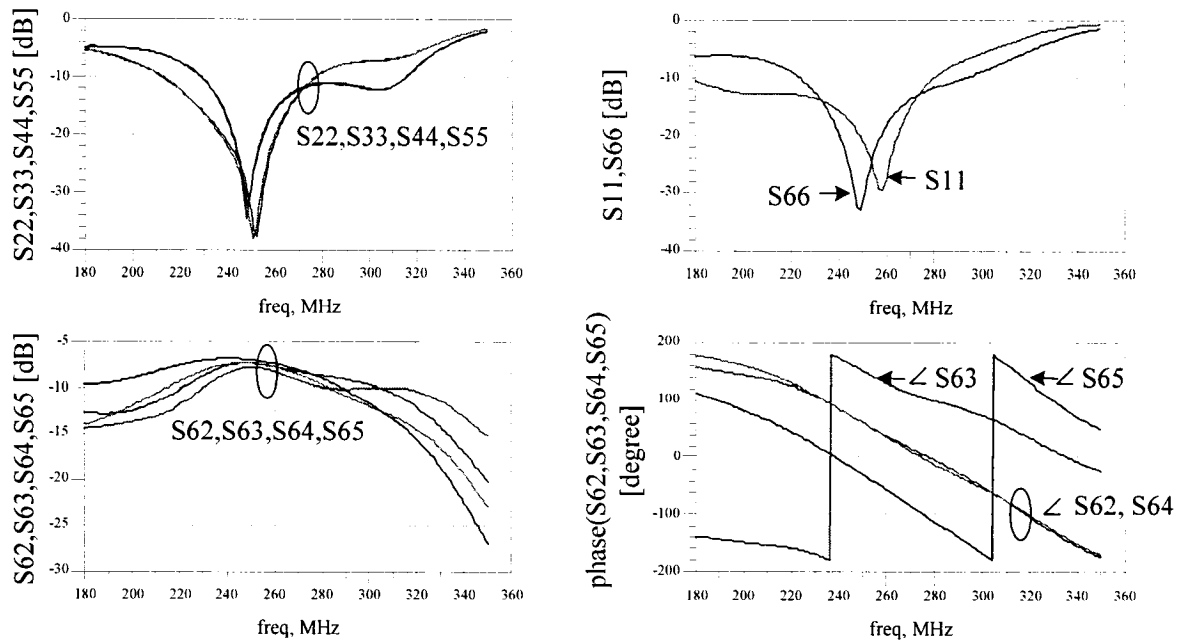 S22,S33,S44,S55 [dB]
0
-10
-20
-30
-40
S22,S33,S44,S55
180 220 240 260 280 300 320 340 360
freq, MHz
S11,S66 [dB]
0
-10
-20
-30
-40
S66
S11
180 220 240 260 280 300 320 340 360
freq, MHz
S62,S63,S64,S65 [dB]
-5
-10
-15
-20
-25
-30
S62,S63,S64,S65
180 220 240 260 280 300 320 340 360
freq, MHz
phase(S62,S63,S64,S65)
[degree]
200
100
0
-100
-200
∠ S63
∠ S65
∠ S62, S64
180 220 240 260 280 300 320 340 360
freq, MHz